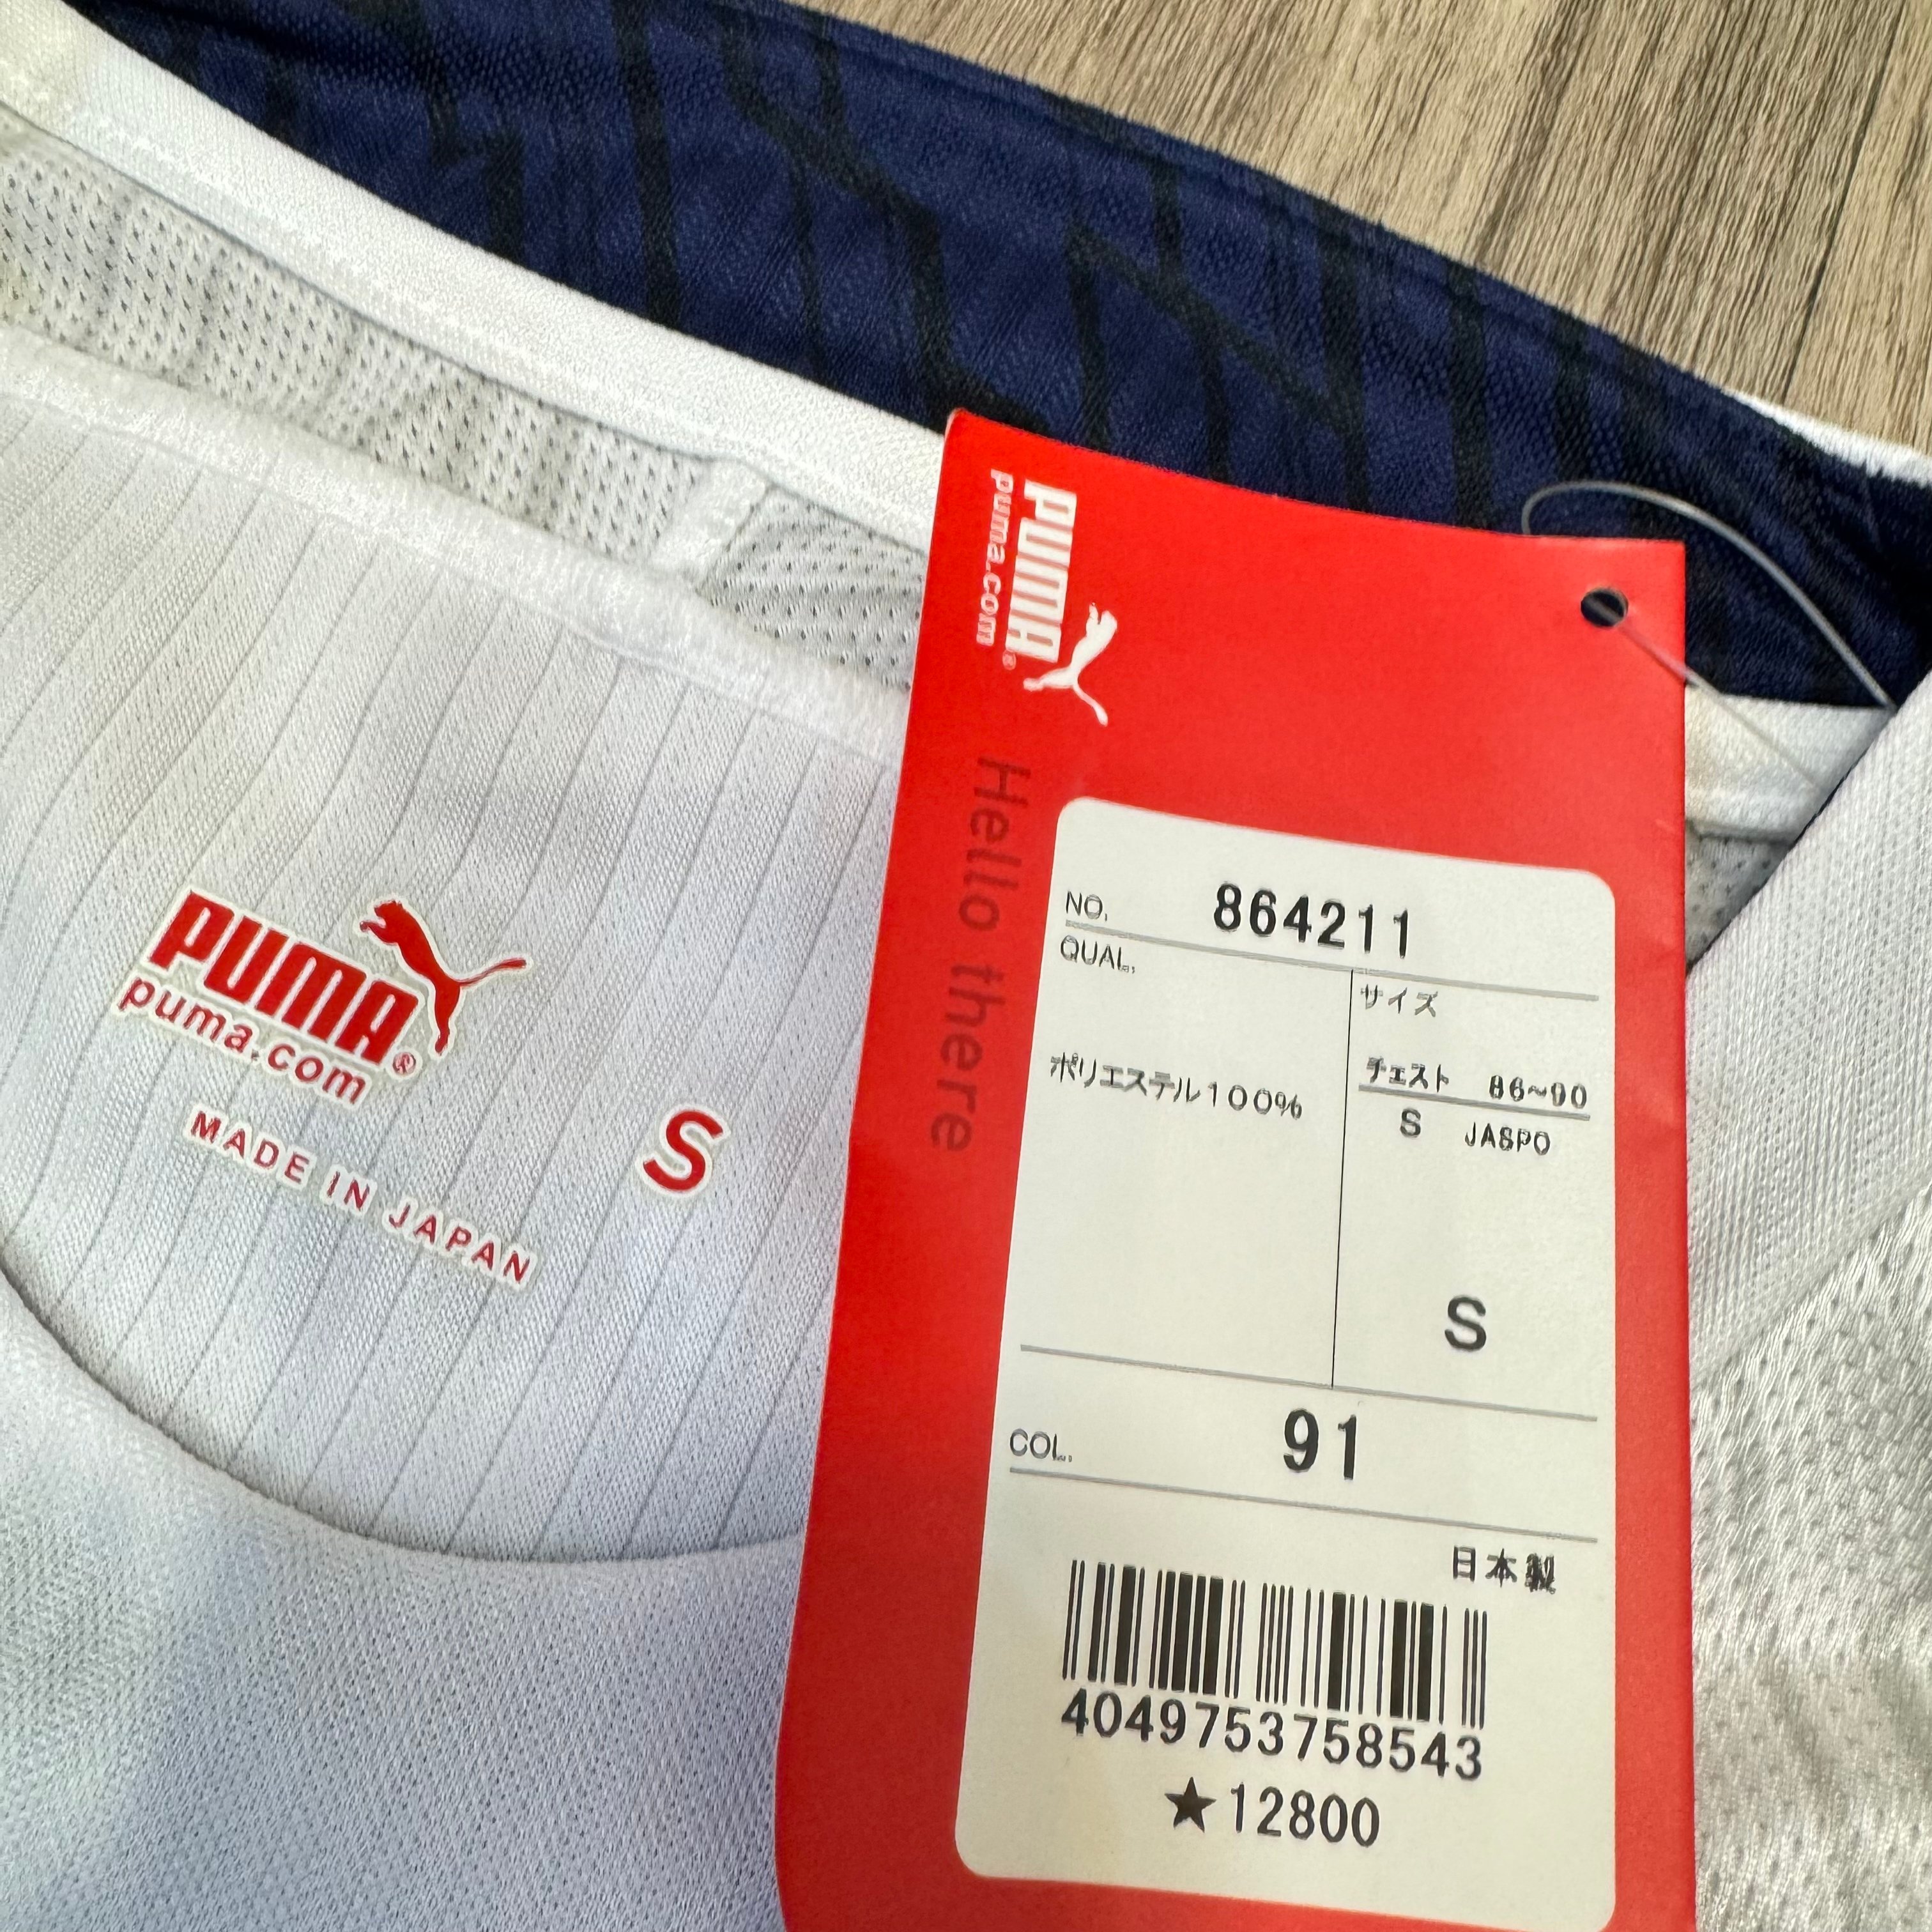 PUMA®
puma.com
MADE IN JAPAN
S
PUMA®
puma.com
Hello there
NO. 864211
QUAL.
サイズ
ポリエステル100%
チェスト 86~90
S JASPO
S
COL. 91
日本製
4049753758543
★12800